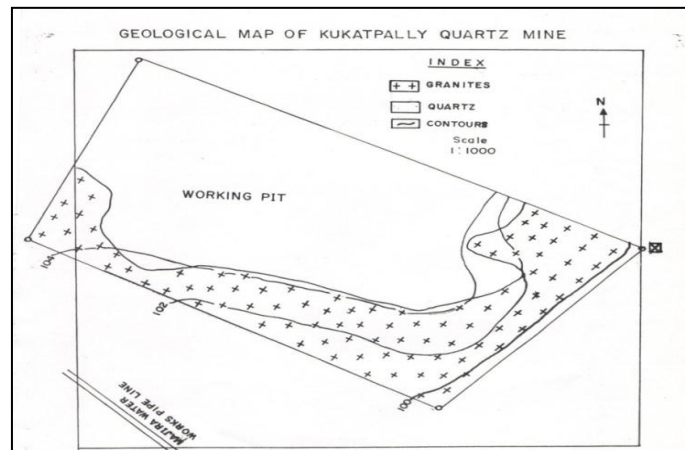 GEOLOGICAL MAP OF KUKATPALLY QUARTZ MINE
INDEX
+ + GRANITES
QUARTZ
CONTOURS
Scale
1:1000
N
WORKING PIT
104
102
100
MAJIRA WATER
WORKS PIPE LINE